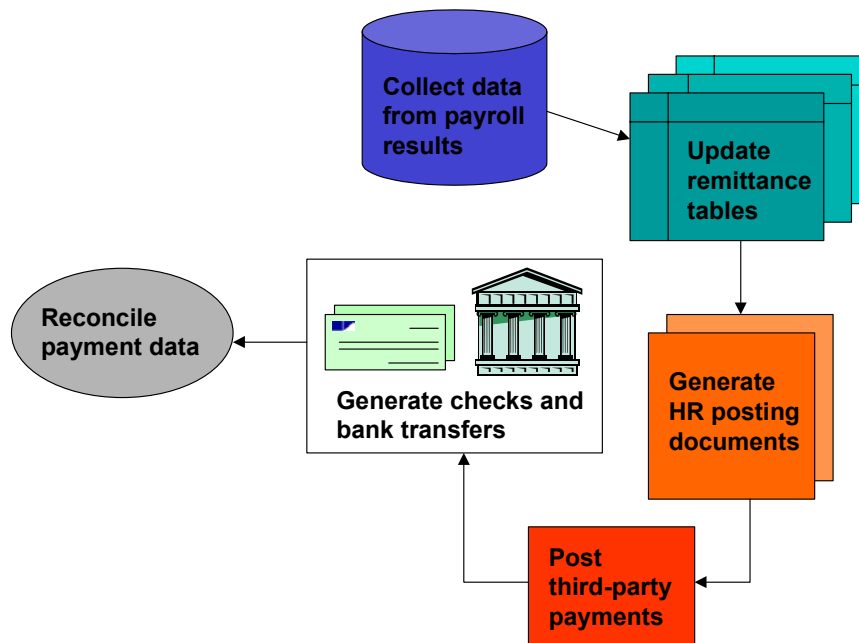 Collect data
from payroll
results
Update
remittance
tables
Generate
HR posting
documents
Post
third-party
payments
Generate checks and
bank transfers
Reconcile
payment data